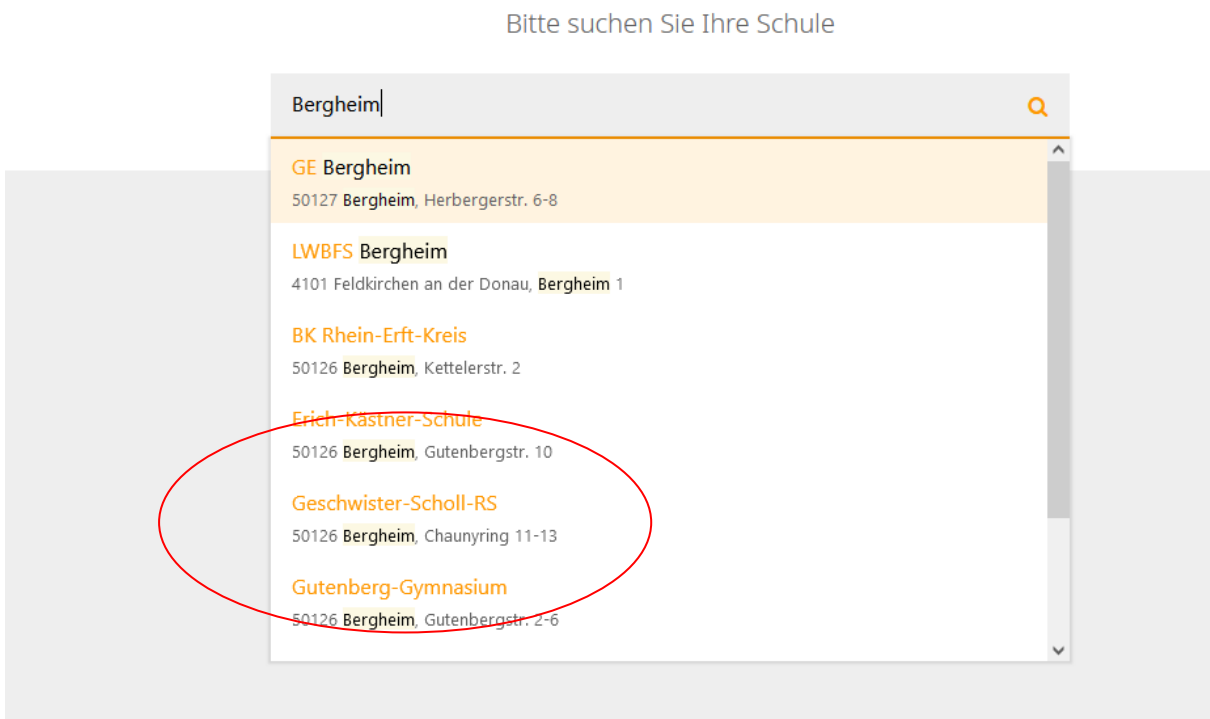 Bitte suchen Sie Ihre Schule
Bergheim
GE Bergheim
50127 Bergheim, Herbergerstr. 6-8
LWBFS Bergheim
4101 Feldkirchen an der Donau, Bergheim 1
BK Rhein-Erft-Kreis
50126 Bergheim, Kettelerstr. 2
Erich-Kästner-Schule
50126 Bergheim, Gutenbergstr. 10
Geschwister-Scholl-RS
50126 Bergheim, Chaunyring 11-13
Gutenberg-Gymnasium
50126 Bergheim, Gutenbergstr. 2-6